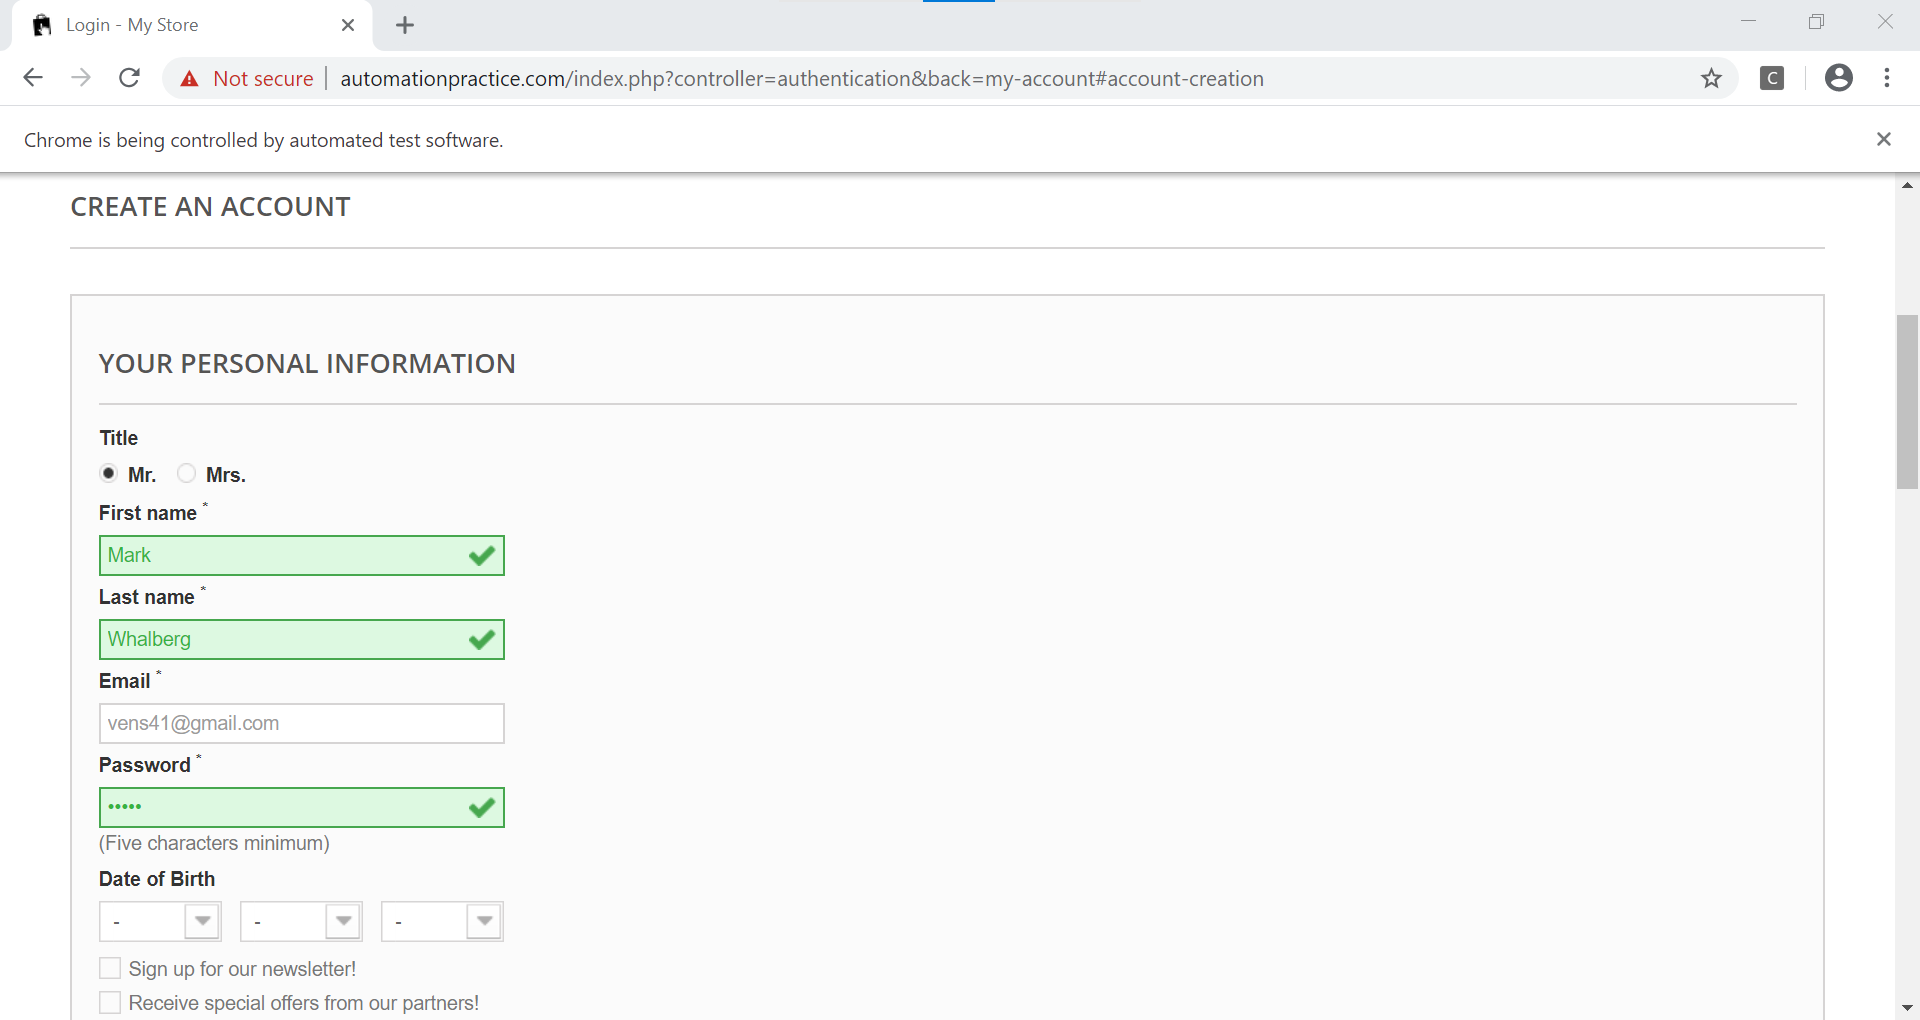 Login - My Store
Not secure | automationpractice.com/index.php?controller=authentication&back=my-account#account-creation
C
Chrome is being controlled by automated test software.
CREATE AN ACCOUNT
YOUR PERSONAL INFORMATION
Title
Mr. Mrs.
First name *
Mark
Last name *
Whalberg
Email *
vens41@gmail.com
Password *
•••••
(Five characters minimum)
Date of Birth
- - -
Sign up for our newsletter!
Receive special offers from our partners!